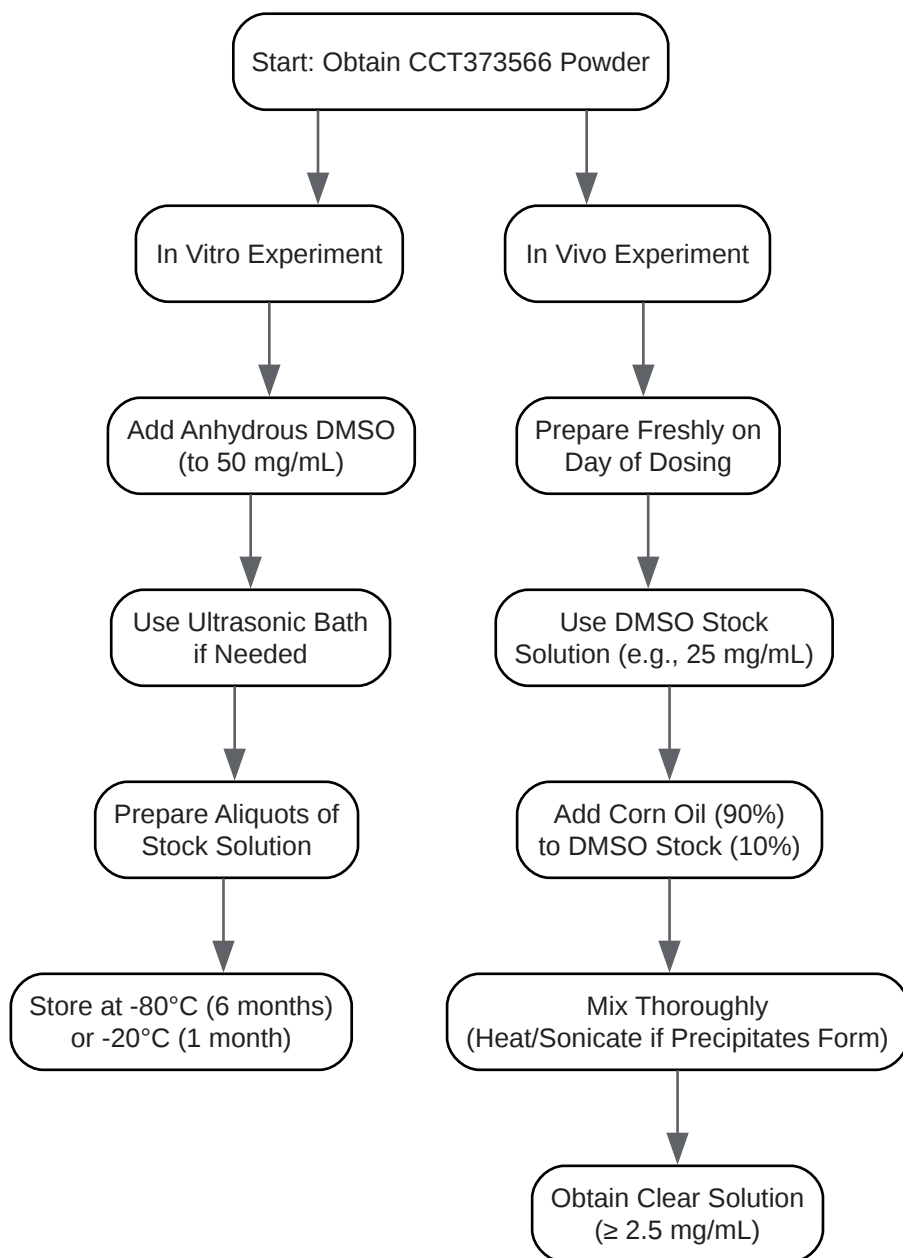 Start: Obtain CCT373566 Powder
In Vitro Experiment
In Vivo Experiment
Add Anhydrous DMSO
(to 50 mg/mL)
Prepare Freshly on
Day of Dosing
Use Ultrasonic Bath
if Needed
Use DMSO Stock
Solution (e.g., 25 mg/mL)
Prepare Aliquots of
Stock Solution
Add Corn Oil (90%)
to DMSO Stock (10%)
Store at -80°C (6 months)
or -20°C (1 month)
Mix Thoroughly
(Heat/Sonicate if Precipitates Form)
Obtain Clear Solution
(≥ 2.5 mg/mL)